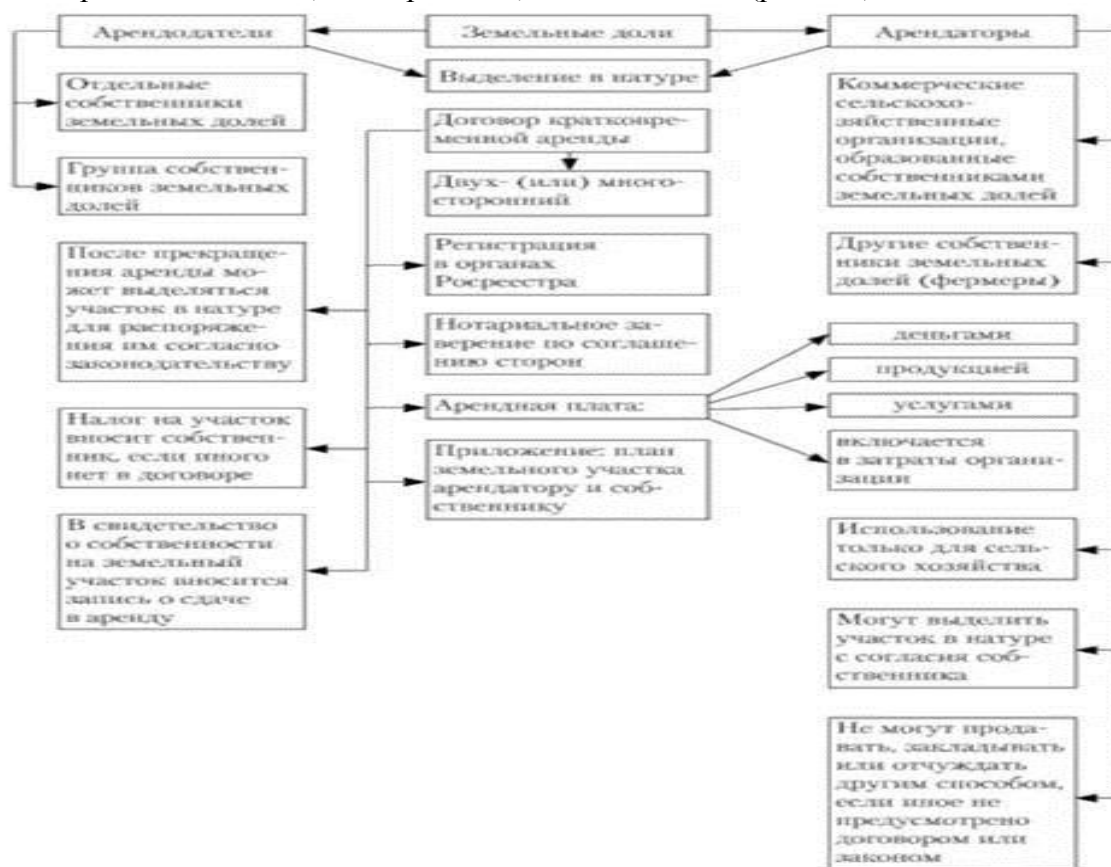 Арендодатели
Земельные доли
Арендаторы
Выделение в натуре
Отдельные
собственники
земельных долей
Группа собствен-
ников земельных
долей
После прекраще-
ния аренды мо-
жет выделяться
участок в натуре
для распоряже-
ния им согласно
законодательству
Налог на участок
вносит собствен-
ник, если иного
нет в договоре
В свидетельство
о собственности
на земельный
участок вносится
запись о сдаче
в аренду
Договор кратковре-
менной аренды
Двух- (или) много-
сторонний
Регистрация
в органах
Росреестра
Нотариальное за-
верение по соглаше-
нию сторон
Арендная плата:
Приложение: план
земельного участка
арендатору и соб-
ственнику
Коммерческие
сельскохо-
зяйственные
организации,
образованные
собственниками
земельных долей
Другие собствен-
ники земельных
долей (фермеры)
деньгами
продукцией
услугами
включается
в затраты органи-
зации
Использование
только для сель-
ского хозяйства
Могут выделить
участок в натуре
с согласия соб-
ственника
Не могут прода-
вать, закладывать
или отчуждать
другим способом,
если иное не
предусмотрено
договором или
законом